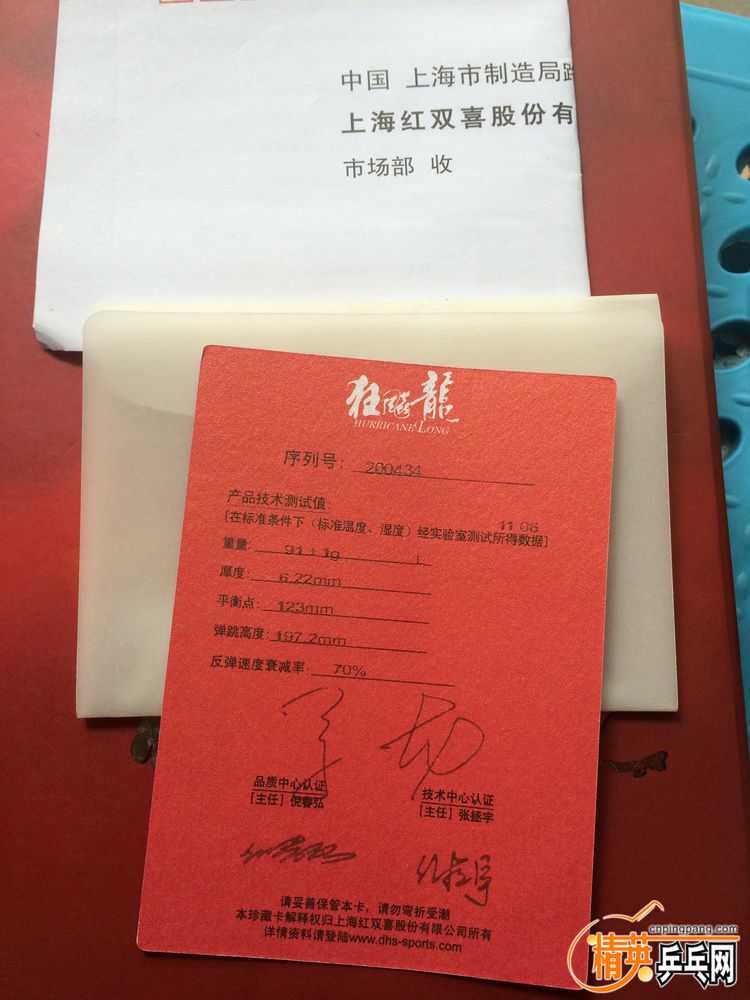 中国 上海市制造局路
上海红双喜股份有
市场部 收
狂飚龍
HURRICANE LONG
序列号： 200434
产品技术测试值: 11 06
[在标准条件下（标准温度、湿度）经实验室测试所得数据]
重量: 91±1g L
厚度: 6.22mm
平衡点: 123mm
弹跳高度: 197.2mm
反弹速度衰减率: 70%
品质中心认证
[主任] 倪春弘
技术中心认证
[主任] 张拯宇
请妥善保管本卡，请勿弯折受潮
本珍藏卡解释权归上海红双喜股份有限公司所有
详情资料请登陆www.dhs-sports.com
cnpingpang.com
精英乒乓网